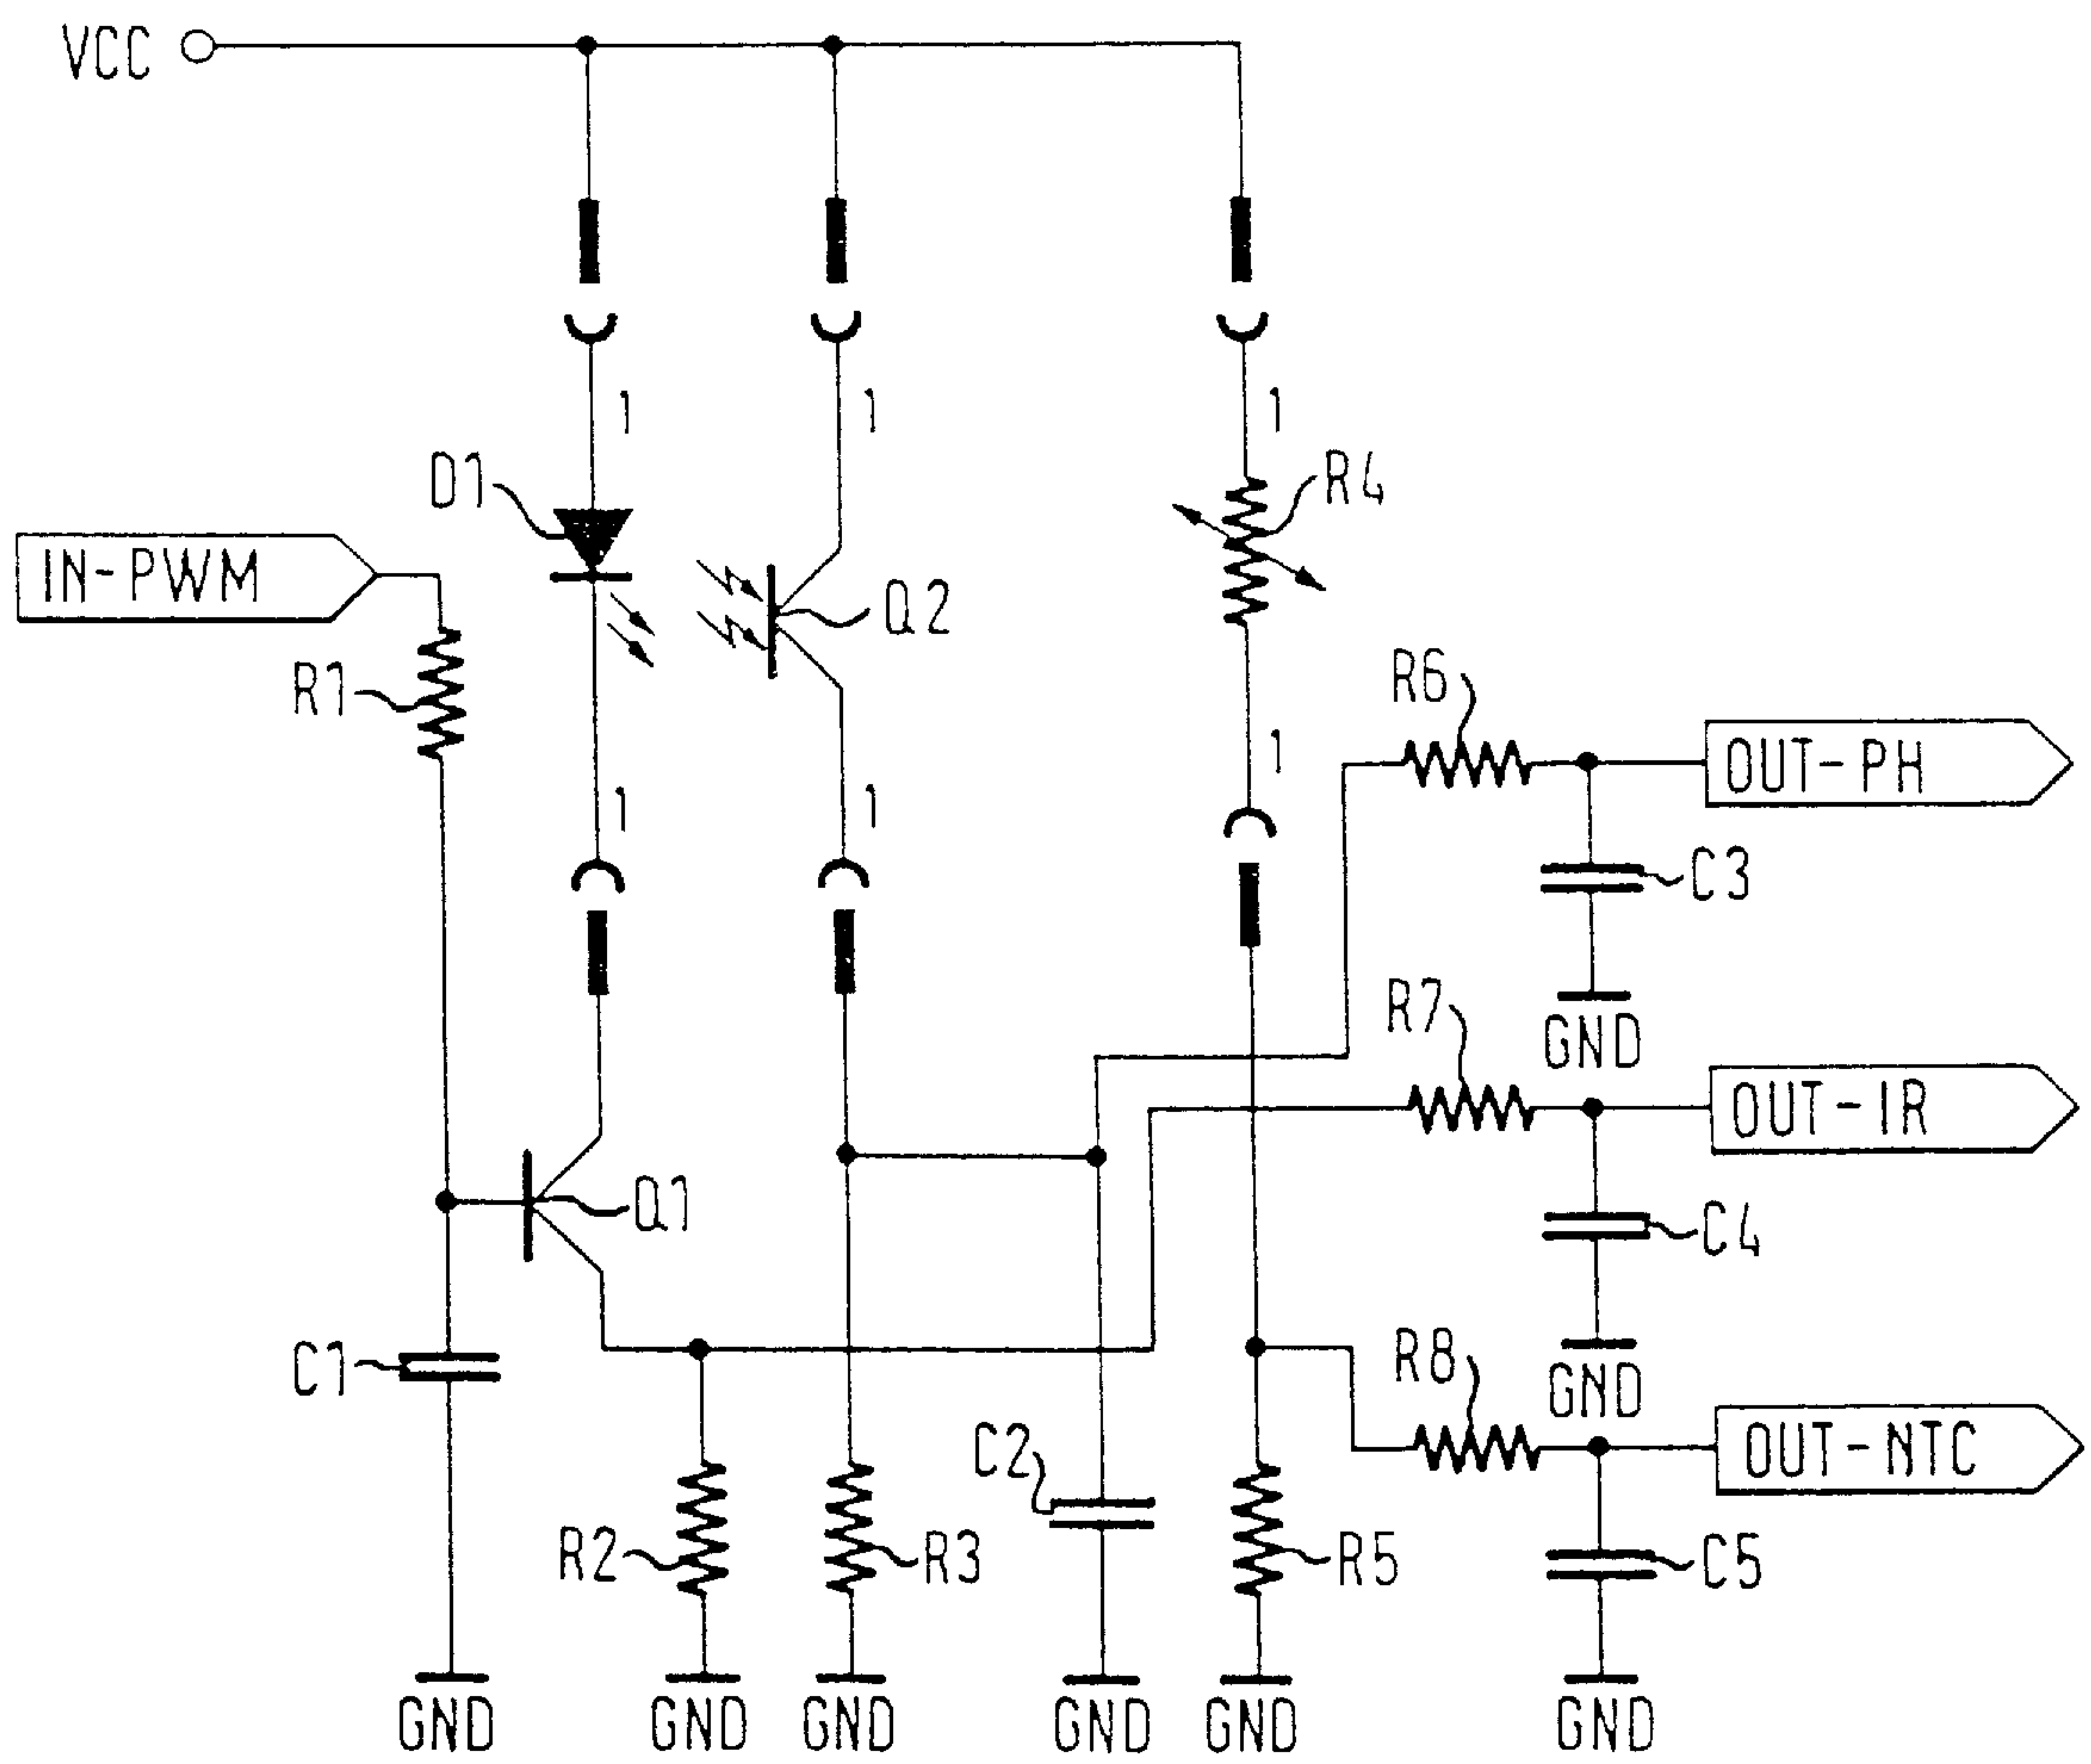 VCC
1
1
1
D1
R4
IN-PWM
Q2
R1
R6
1
1
1
OUT-PH
C3
R7
GND
OUT-IR
Q1
C4
C1
R8
GND
C2
OUT-NTC
R2
R3
R5
C5
GND
GND
GND
GND
GND
GND